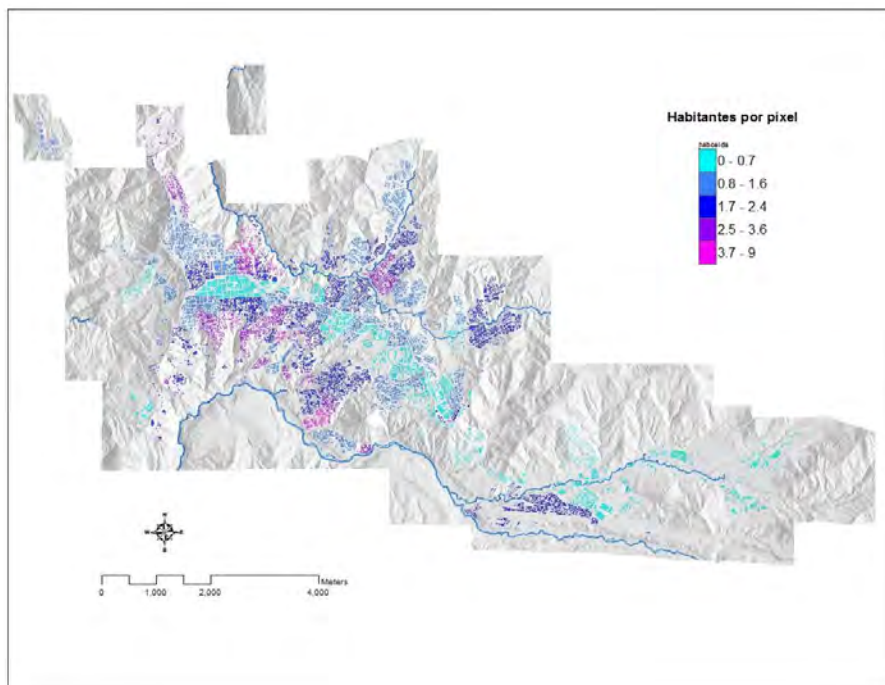 Habitantes por pixel
0 - 0.7
0.8 - 1.6
1.7 - 2.4
2.5 - 3.6
3.7 - 9
N
S
Meters
0 1,000 2,000 4,000